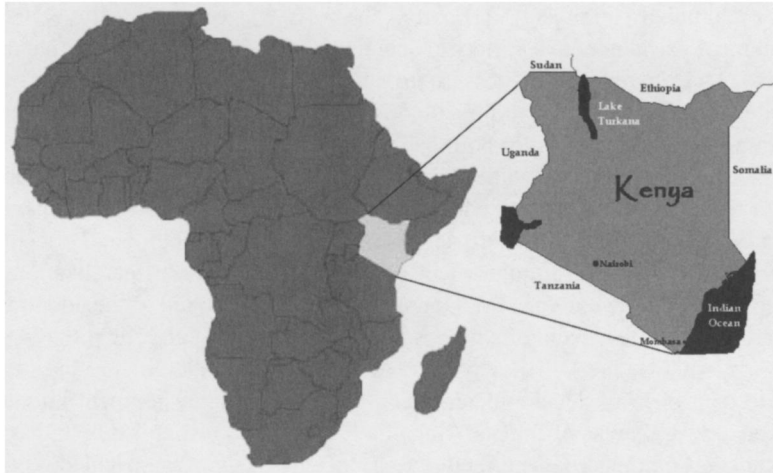 Sudan
Ethiopia
Lake
Turkana
Uganda
Somalia
Kenya
Nairobi
Tanzania
Indian
Ocean
Mombasa